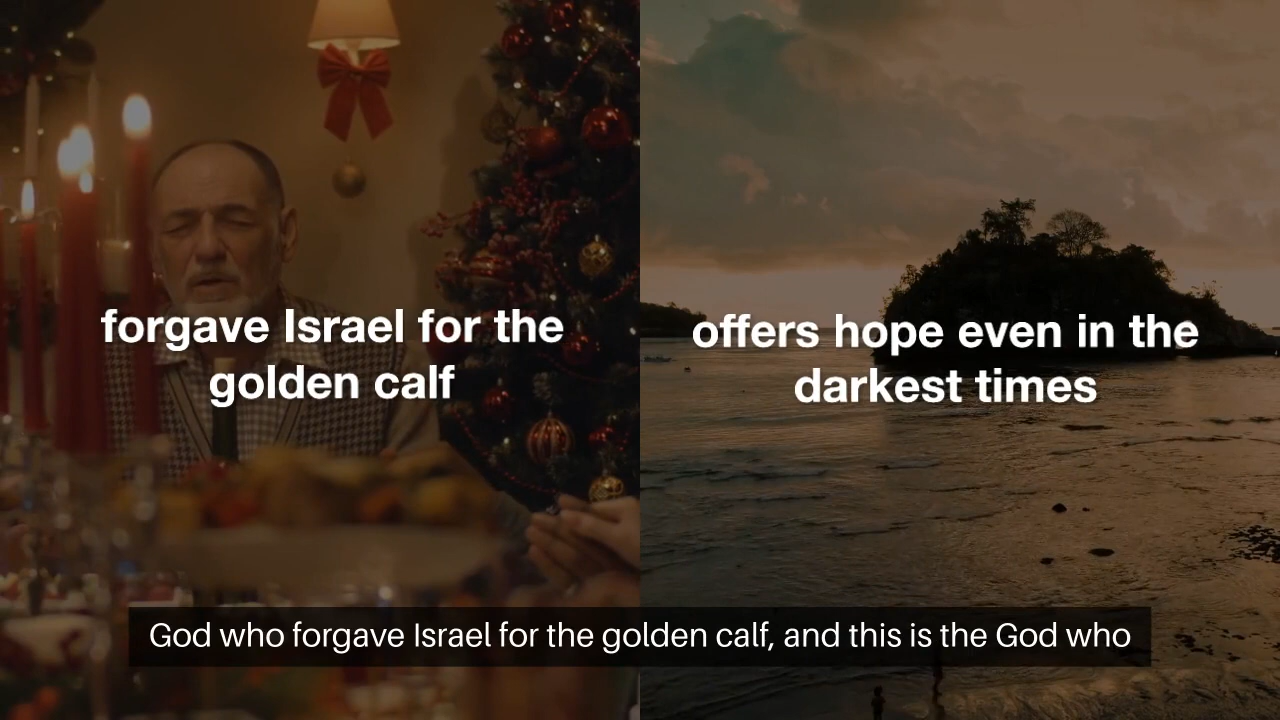 forgave Israel for the
golden calf
offers hope even in the
darkest times
God who forgave Israel for the golden calf, and this is the God who